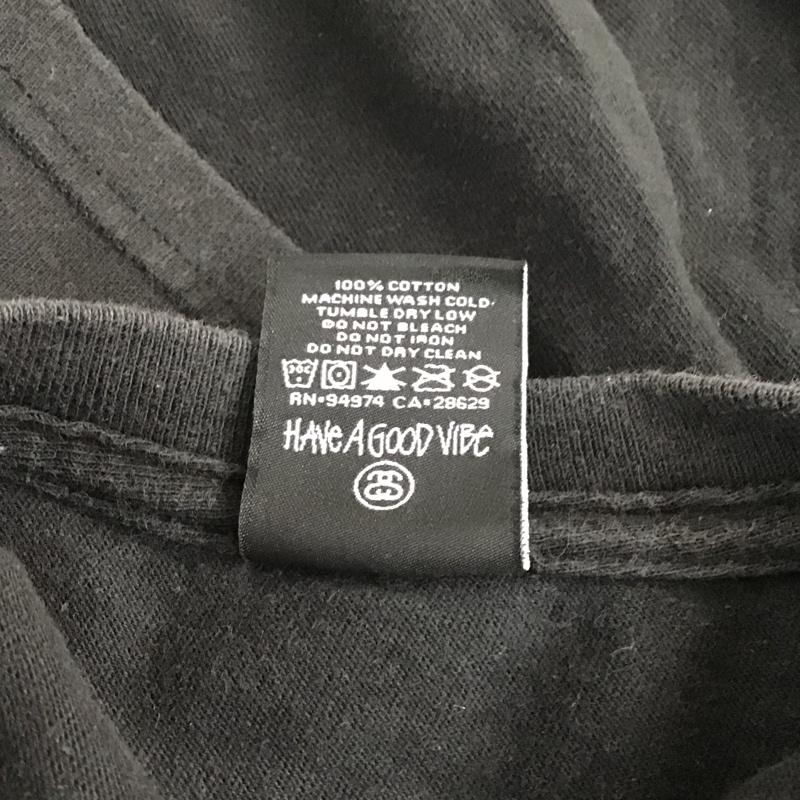 100% COTTON
MACHINE WASH COLD·
TUMBLE DRY LOW
DO NOT BLEACH
DO NOT IRON
DO NOT DRY CLEAN
30C
RN•94974 CA•28629
HAVE A GOOD VIBE